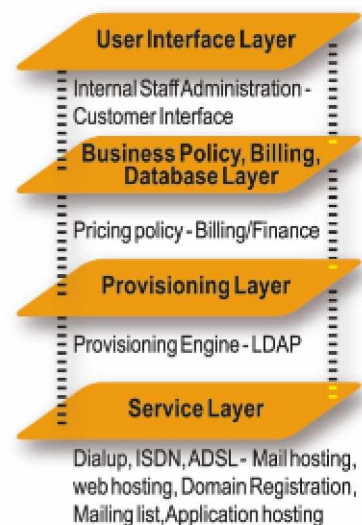 User Interface Layer
Internal Staff Administration -
Customer Interface
Business Policy, Billing,
Database Layer
Pricing policy - Billing/Finance
Provisioning Layer
Provisioning Engine - LDAP
Service Layer
Dialup, ISDN, ADSL - Mail hosting,
web hosting, Domain Registration,
Mailing list, Application hosting